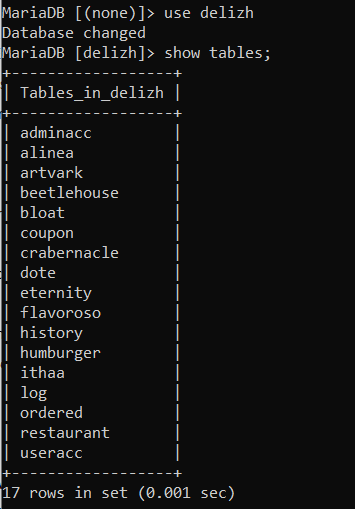 MariaDB [(none)]> use delizh
Database changed
MariaDB [delizh]> show tables;
+------------------+
| Tables_in_delizh |
+------------------+
| adminacc         |
| alinea           |
| artvark          |
| beetlehouse      |
| bloat            |
| coupon           |
| crabernacle      |
| dote             |
| eternity         |
| flavoroso        |
| history          |
| humburger        |
| ithaa            |
| log              |
| ordered          |
| restaurant       |
| useracc          |
+------------------+
17 rows in set (0.001 sec)